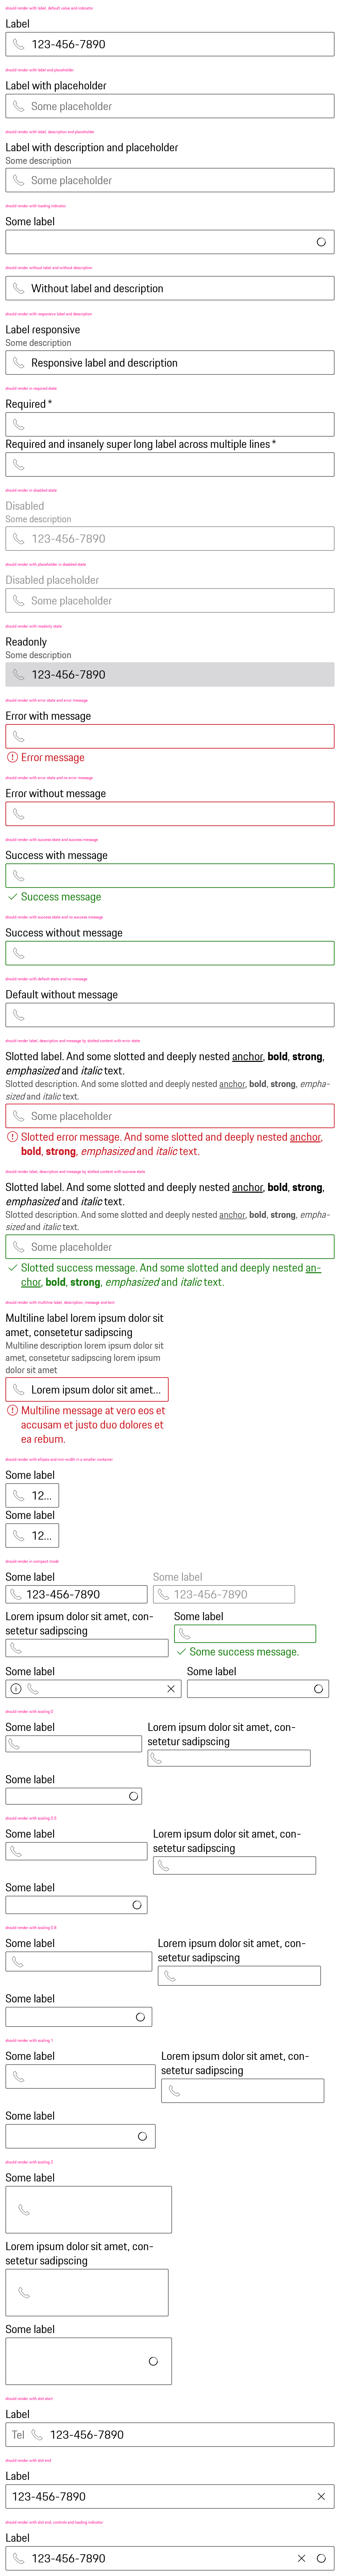 should render with label, default value and indicator
Label
123-456-7890
should render with label and placeholder
Label with placeholder
Some placeholder
should render with label, description and placeholder
Label with description and placeholder
Some description
Some placeholder
should render with loading indicator
Some label
should render without label and without description
Without label and description
should render with responsive label and description
Label responsive
Some description
Responsive label and description
should render in required state
Required *
Required and insanely super long label across multiple lines *
should render in disabled state
Disabled
Some description
123-456-7890
should render with placeholder in disabled state
Disabled placeholder
Some placeholder
should render with readonly state
Readonly
Some description
123-456-7890
should render with error state and error message
Error with message
Error message
should render with error state and no error message
Error without message
should render with success state and success message
Success with message
Success message
should render with success state and no success message
Success without message
should render with default state and no message
Default without message
should render label, description and message by slotted content with error state
Slotted label. And some slotted and deeply nested anchor, bold, strong,
emphasized and italic text.
Slotted description. And some slotted and deeply nested anchor, bold, strong, empha-
sized and italic text.
Some placeholder
Slotted error message. And some slotted and deeply nested anchor,
bold, strong, emphasized and italic text.
should render label, description and message by slotted content with success state
Slotted label. And some slotted and deeply nested anchor, bold, strong,
emphasized and italic text.
Slotted description. And some slotted and deeply nested anchor, bold, strong, empha-
sized and italic text.
Some placeholder
Slotted success message. And some slotted and deeply nested an-
chor, bold, strong, emphasized and italic text.
should render with multiline label, description, message and text
Multiline label lorem ipsum dolor sit
amet, consetetur sadipscing
Multiline description lorem ipsum dolor sit
amet, consetetur sadipscing lorem ipsum
dolor sit amet
Lorem ipsum dolor sit amet...
Multiline message at vero eos et
accusam et justo duo dolores et
ea rebum.
should render with ellipsis and min-width in a smaller container
Some label
12...
Some label
12...
should render in compact mode
Some label Some label
123-456-7890 123-456-7890
Lorem ipsum dolor sit amet, con-
setetur sadipscing
Some label
Some success message.
Some label Some label
should render with scaling 0
Some label
Lorem ipsum dolor sit amet, con-
setetur sadipscing
Some label
should render with scaling 0.5
Some label
Lorem ipsum dolor sit amet, con-
setetur sadipscing
Some label
should render with scaling 0.8
Some label
Lorem ipsum dolor sit amet, con-
setetur sadipscing
Some label
should render with scaling 1
Some label
Lorem ipsum dolor sit amet, con-
setetur sadipscing
Some label
should render with scaling 2
Some label
Lorem ipsum dolor sit amet, con-
setetur sadipscing
Some label
should render with slot start
Label
Tel 123-456-7890
should render with slot end
Label
123-456-7890
should render with slot end, controls and loading indicator
Label
123-456-7890